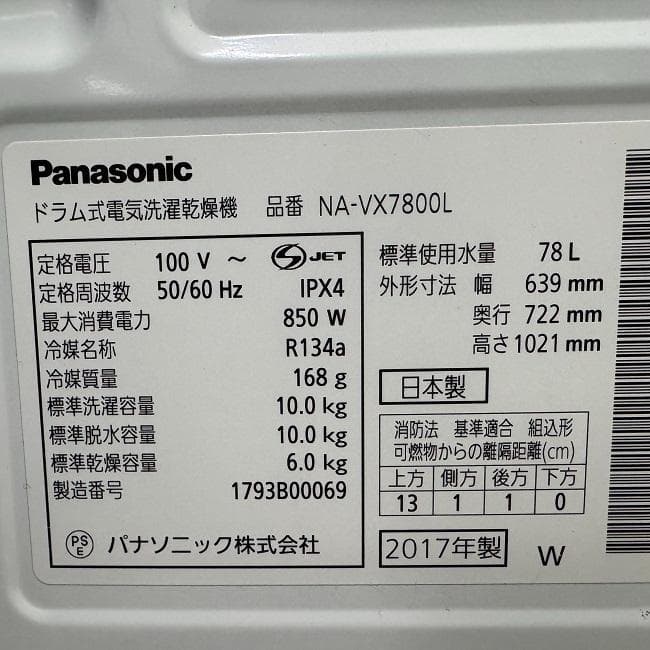 Panasonic
ドラム式電気洗濯乾燥機 品番 NA-VX7800L
定格電圧 100 V ～ S JET
定格周波数 50/60 Hz IPX4
最大消費電力 850 W
冷媒名称 R134a
冷媒質量 168 g
標準洗濯容量 10.0 kg
標準脱水容量 10.0 kg
標準乾燥容量 6.0 kg
製造番号 1793B00069
PS E パナソニック株式会社
標準使用水量 78 L
外形寸法 幅 639 mm
奥行 722 mm
高さ 1021 mm
日本製
消防法 基準適合 組込形
可燃物からの離隔距離(cm)
上方 側方 後方 下方
13 1 1 0
2017年製 W